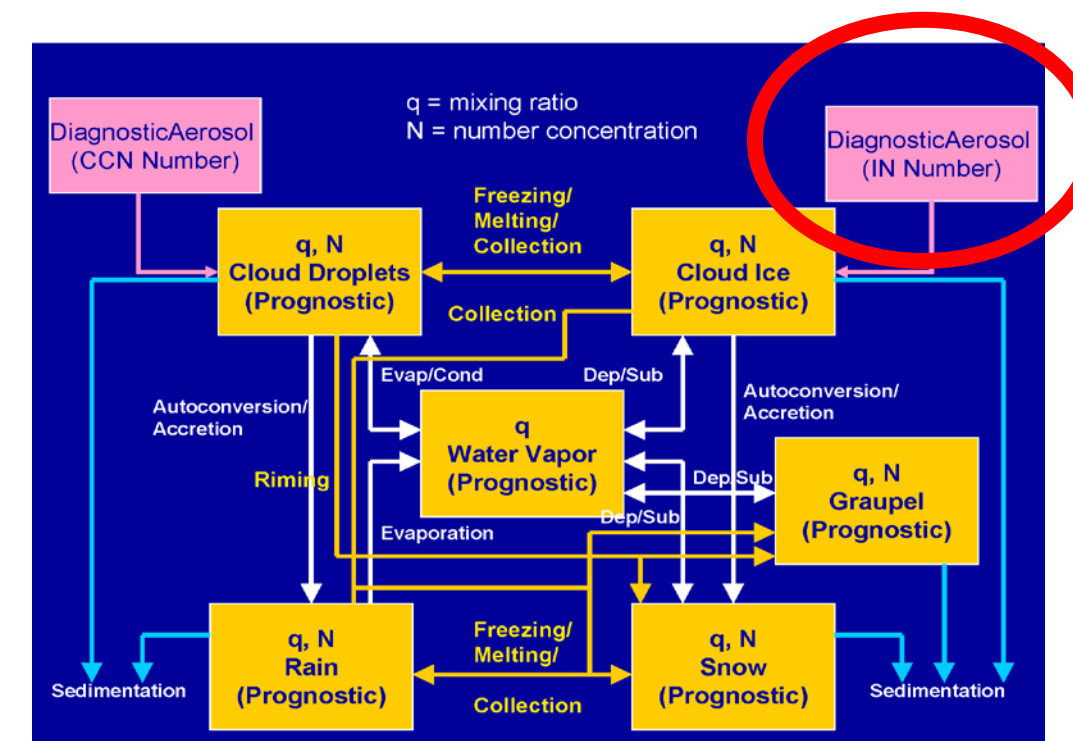 q = mixing ratio
N = number concentration
DiagnosticAerosol
(CCN Number)
DiagnosticAerosol
(IN Number)
Freezing/
Melting/
Collection
q, N
Cloud Droplets
(Prognostic)
q, N
Cloud Ice
(Prognostic)
Collection
Evap/Cond
Dep/Sub
Autoconversion/
Accretion
Autoconversion/
Accretion
q
Water Vapor
(Prognostic)
Riming
Dep/Sub
q, N
Graupel
(Prognostic)
Evaporation
Dep/Sub
Freezing/
Melting/
Collection
q, N
Rain
(Prognostic)
q, N
Snow
(Prognostic)
Sedimentation
Sedimentation